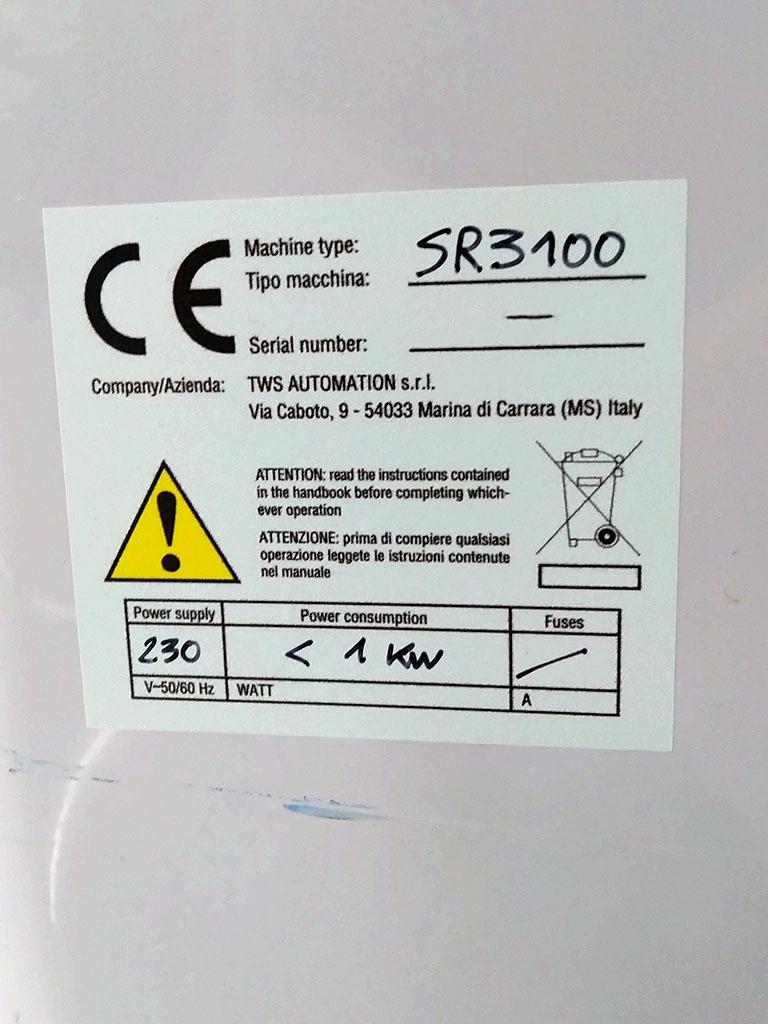 CE
Machine type: SR3100
Tipo macchina:
Serial number: —
Company/Azienda: TWS AUTOMATION s.r.l.
Via Caboto, 9 - 54033 Marina di Carrara (MS) Italy
ATTENTION: read the instructions contained
in the handbook before completing which-
ever operation
ATTENZIONE: prima di compiere qualsiasi
operazione leggete le istruzioni contenute
nel manuale
Power supply Power consumption Fuses
230 < 1 KW
V~50/60 Hz WATT A